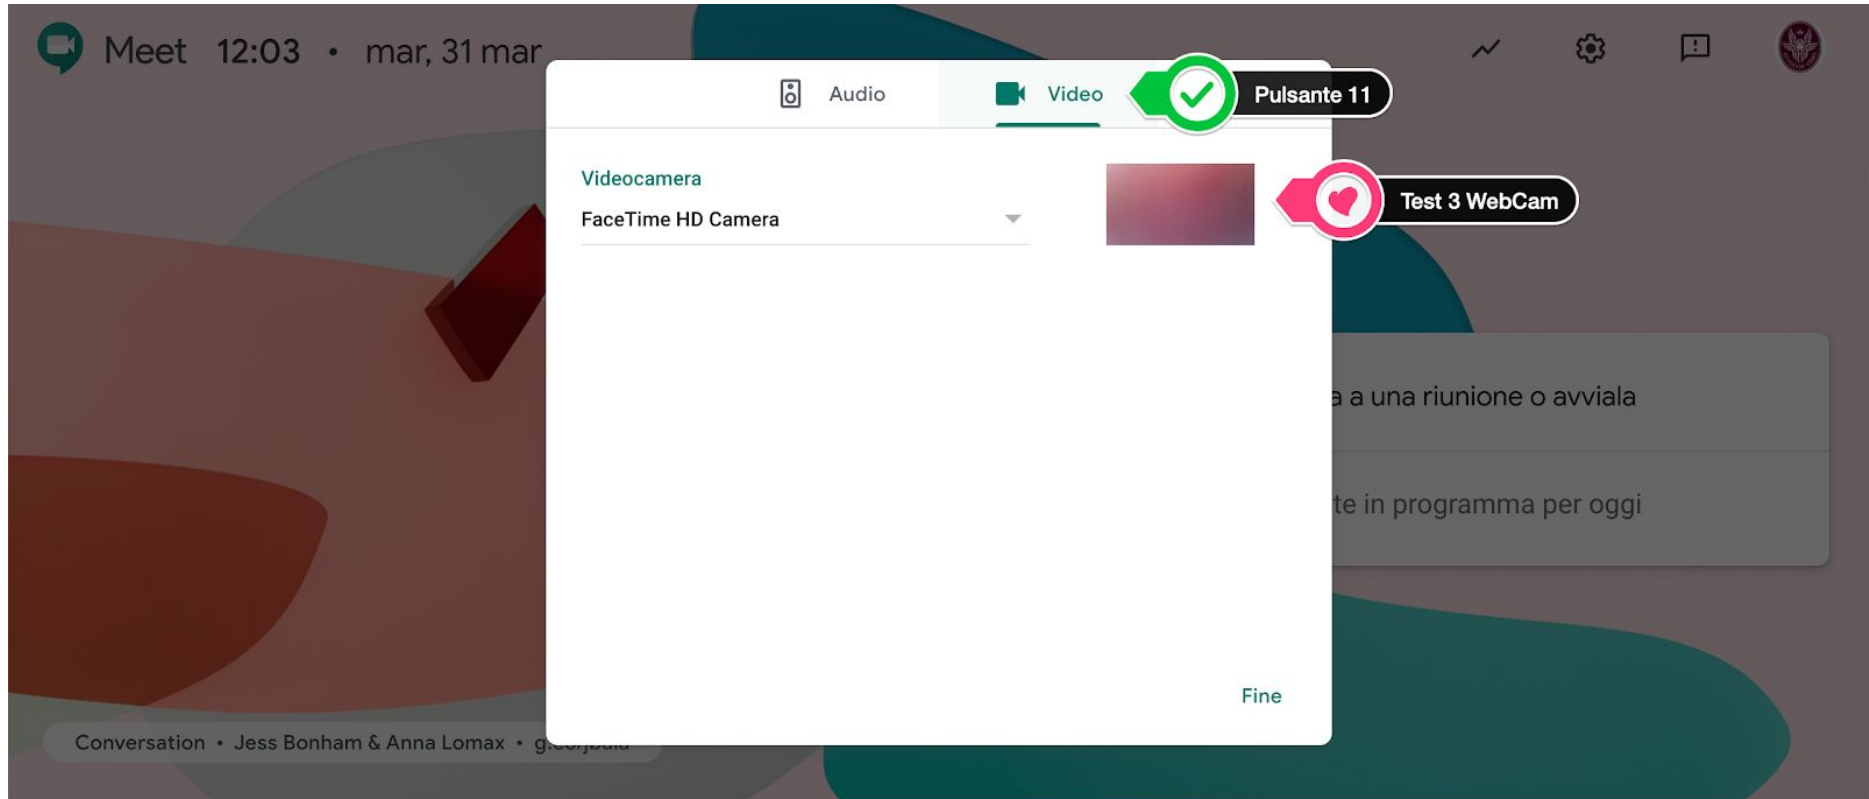 Meet 12:03 • mar, 31 mar
Audio
Video
Pulsante 11
Videocamera
FaceTime HD Camera
Test 3 WebCam
a a una riunione o avviala
te in programma per oggi
Fine
Conversation • Jess Bonham & Anna Lomax •